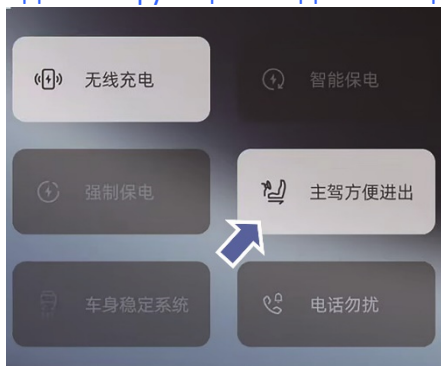 无线充电
智能保电
强制保电
主驾方便进出
车身稳定系统
电话勿扰